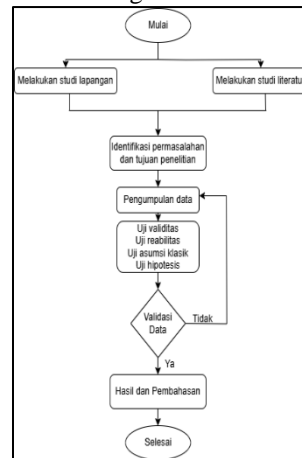 Mulai
Melakukan studi lapangan
Melakukan studi literatur
Identifikasi permasalahan
dan tujuan penelitian
Pengumpulan data
Uji validitas
Uji reabilitas
Uji asumsi klasik
Uji hipotesis
Validasi
Data
Tidak
Ya
Hasil dan Pembahasan
Selesai